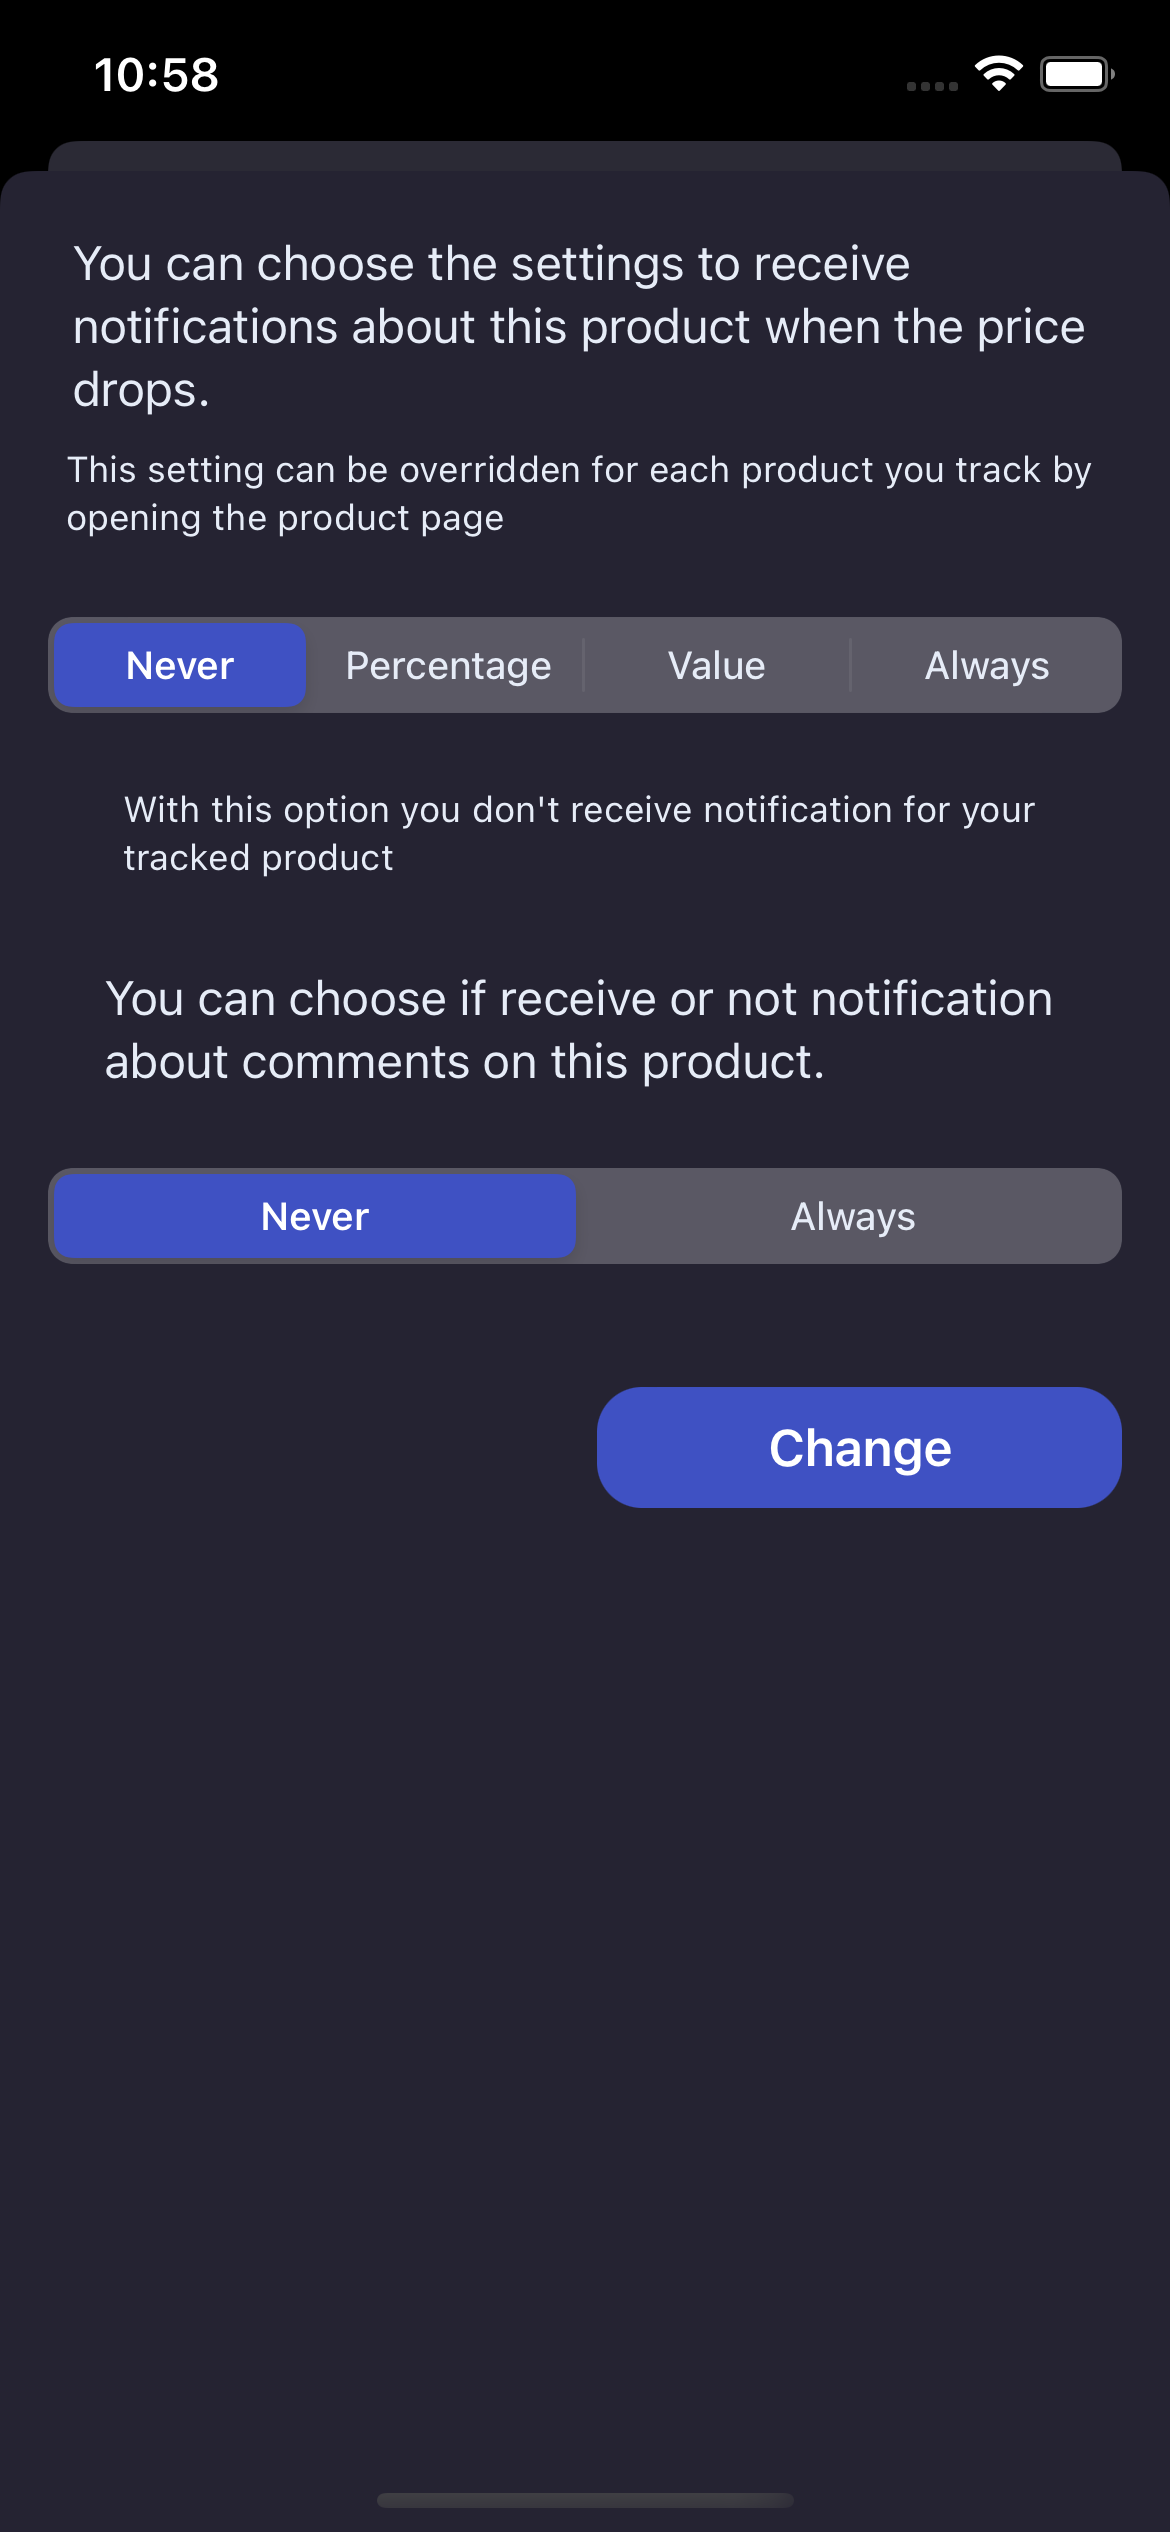 10:58
You can choose the settings to receive
notifications about this product when the price
drops.
This setting can be overridden for each product you track by
opening the product page
Never Percentage Value Always
With this option you don't receive notification for your
tracked product
You can choose if receive or not notification
about comments on this product.
Never Always
Change